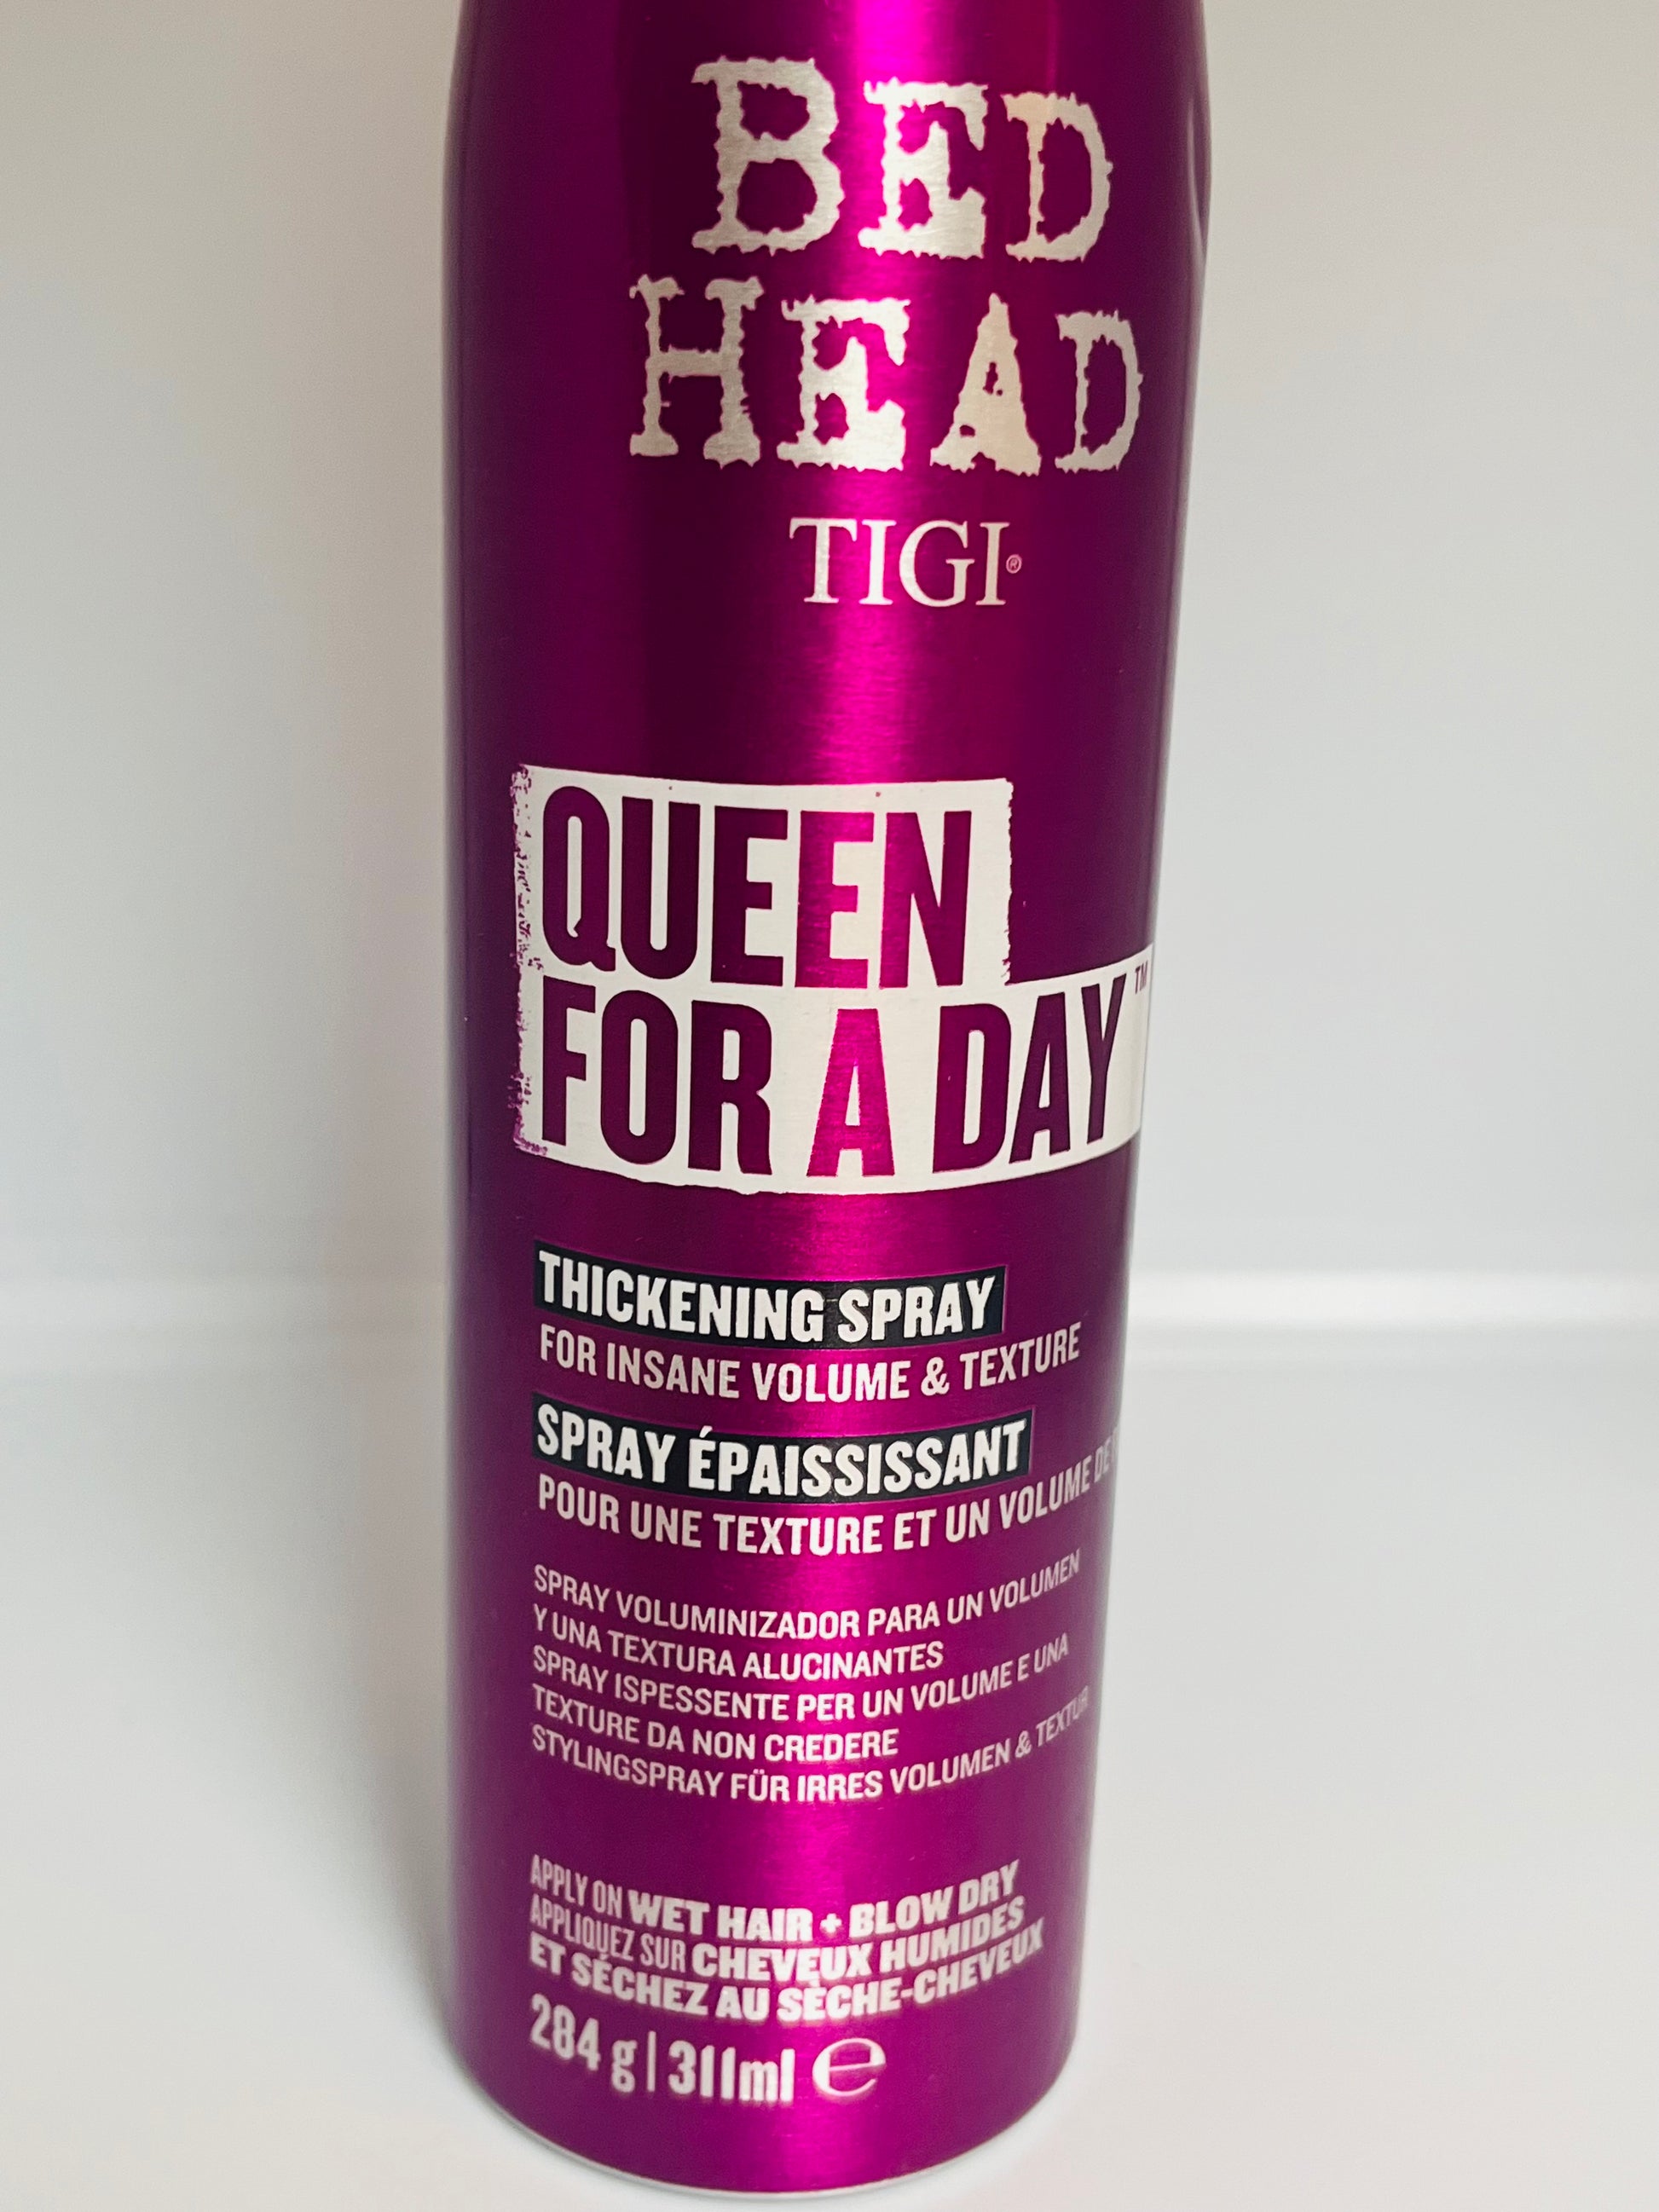 BED
HEAD
TIGI®
QUEEN
FOR A DAY™
THICKENING SPRAY
FOR INSANE VOLUME & TEXTURE
SPRAY ÉPAISSISSANT
POUR UNE TEXTURE ET UN VOLUME DE
SPRAY VOLUMINIZADOR PARA UN VOLUMEN
Y UNA TEXTURA ALUCINANTES
SPRAY ISPESSENTE PER UN VOLUME E UNA
TEXTURE DA NON CREDERE
STYLINGSPRAY FÜR IRRES VOLUMEN & TEXTUR
APPLY ON WET HAIR + BLOW DRY
APPLIQUEZ SUR CHEVEUX HUMIDES
ET SÉCHEZ AU SÈCHE-CHEVEUX
284 g | 311ml ℮